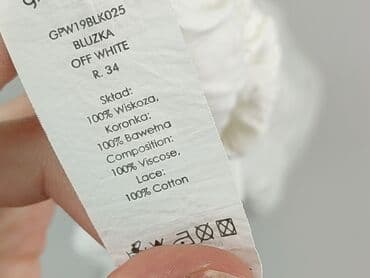 GPW19BLK025
BLUZKA
OFF WHITE
R. 34
Skład:
100% Wiskoza,
Koronka:
100% Bawełna
Composition:
100% Viscose,
Lace:
100% Cotton